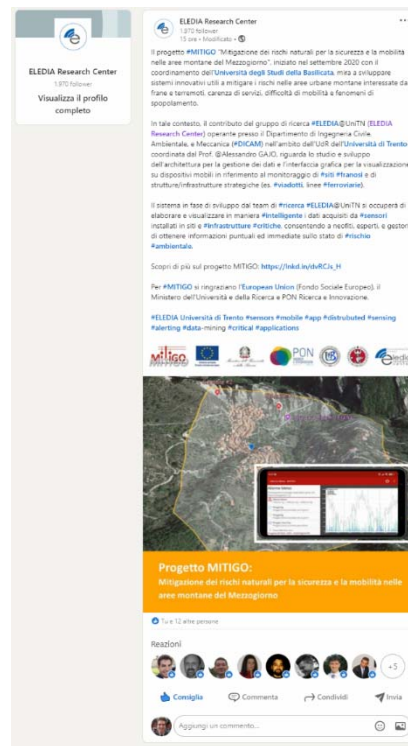 ELEDIA Research Center
1.970 follower
Visualizza il profilo
completo
ELEDIA Research Center
1.970 follower
15 ore • Modificato •
Il progetto #MITIGO "Mitigazione dei rischi naturali per la sicurezza e la mobilità
nelle aree montane del Mezzogiorno", iniziato nel settembre 2020 con il
coordinamento dell'Università degli Studi della Basilicata, mira a sviluppare
sistemi innovativi utili a mitigare i rischi nelle aree urbane montane interessate da
frane e terremoti, carenza di servizi, difficoltà di mobilità e fenomeni di
spopolamento.
In tale contesto, il contributo del gruppo di ricerca #ELEDIA@UniTN (ELEDIA
Research Center) operante presso il Dipartimento di Ingegneria Civile,
Ambientale, e Meccanica (#DICAM) nell'ambito dell'UdR dell'Università di Trento
coordinata dal Prof. @Alessandro GAJO, riguarda lo studio e sviluppo
dell'architettura per la gestione dei dati e l'interfaccia grafica per la visualizzazione
su dispositivi mobili in riferimento al monitoraggio di #siti #franosi e di
strutture/infrastrutture strategiche (es. #viadotti, linee #ferroviarie).
Il sistema in fase di sviluppo dal team di #ricerca #ELEDIA@UniTN si occuperà di
elaborare e visualizzare in maniera #intelligente i dati acquisiti da #sensori
installati in siti e #infrastrutture #critiche, consentendo a neofiti, esperti, e gestori
di ottenere informazioni puntuali ed immediate sullo stato di #rischio
#ambientale.
Scopri di più sul progetto MITIGO: https://lnkd.in/dvRCJs_H
Per #MITIGO si ringraziano l'European Union (Fondo Sociale Europeo), il
Ministero dell'Università e della Ricerca e PON Ricerca e Innovazione.
#ELEDIA Università di Trento #sensors #mobile #app #distrubuted #sensing
#alerting #data-mining #critical #applications
MITIGO
PON
eledia
Progetto MITIGO:
Mitigazione dei rischi naturali per la sicurezza e la mobilità nelle
aree montane del Mezzogiorno
Tu e 12 altre persone
Reazioni
+5
Consiglia Commenta Condividi Invia
Aggiungi un commento...